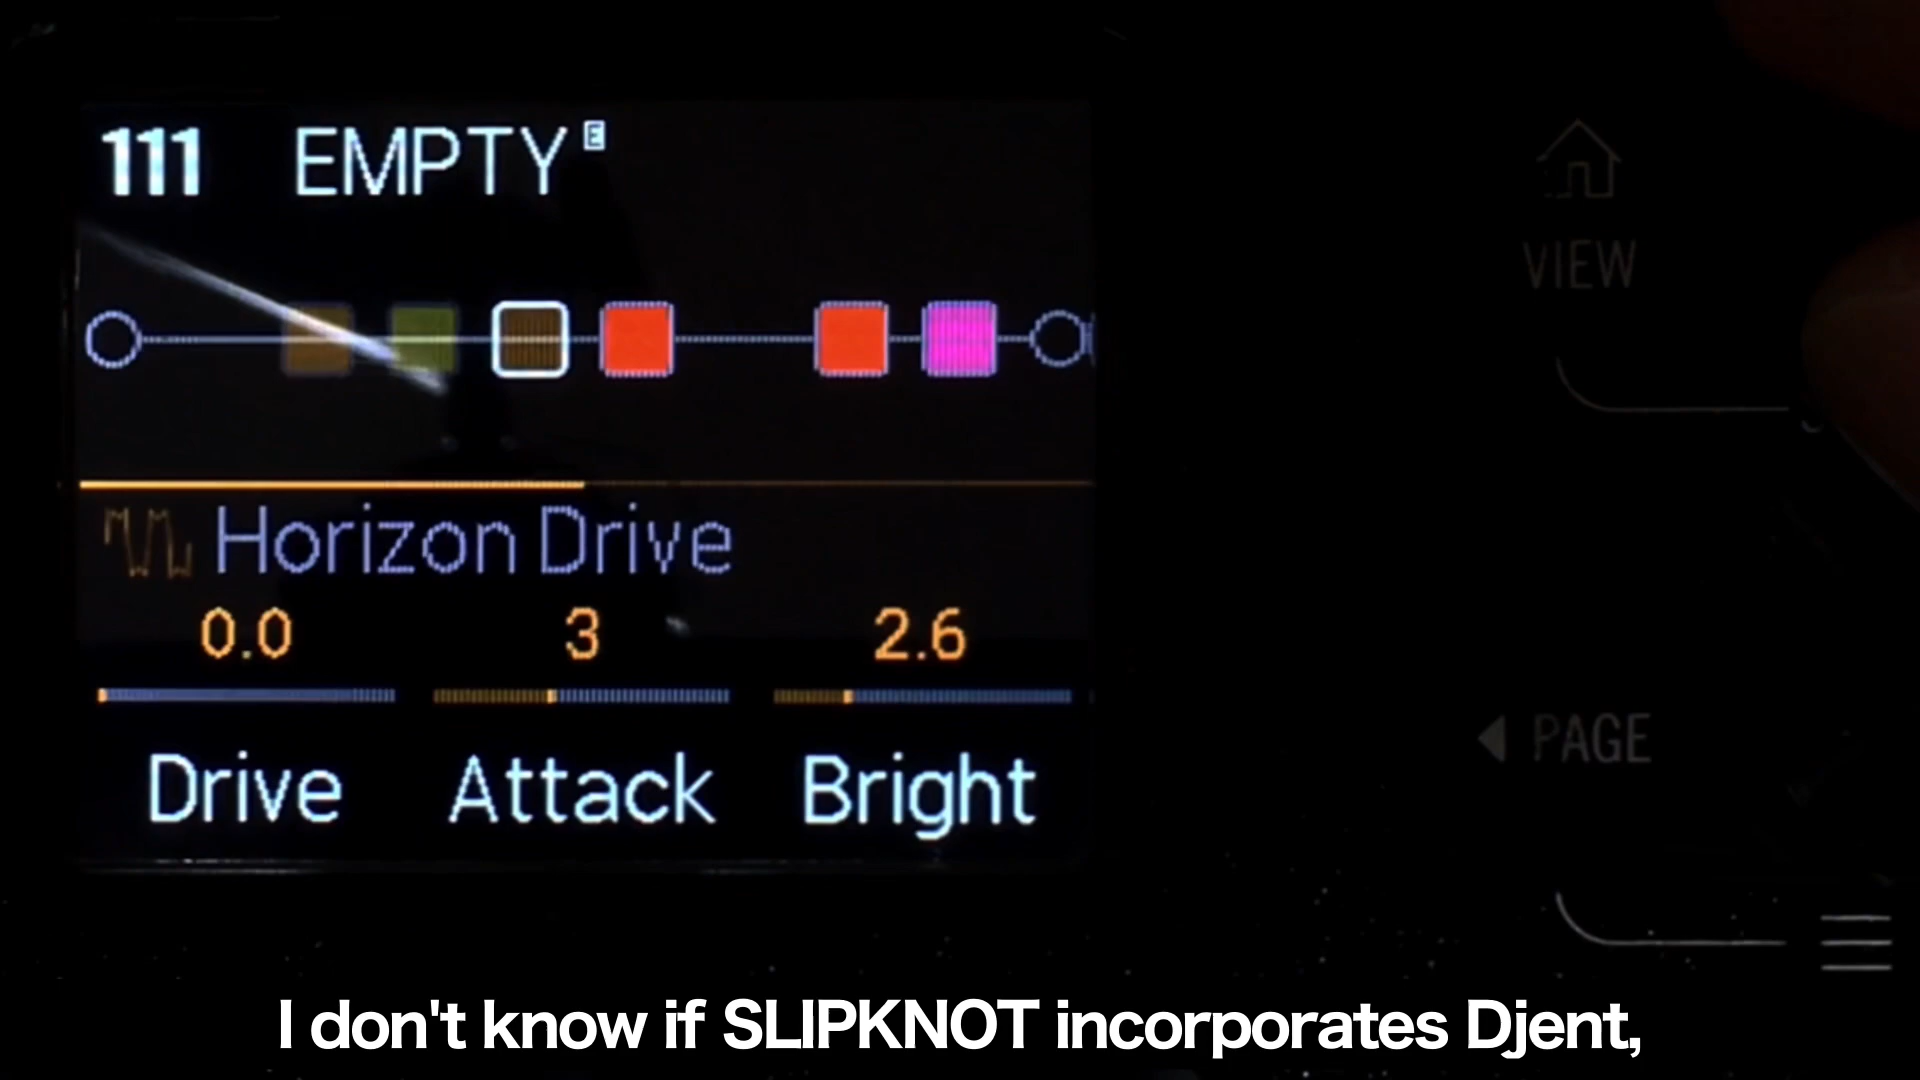 111 EMPTY E
VIEW
Horizon Drive
0.0 3 2.6
◀ PAGE
Drive Attack Bright
I don't know if SLIPKNOT incorporates Djent,